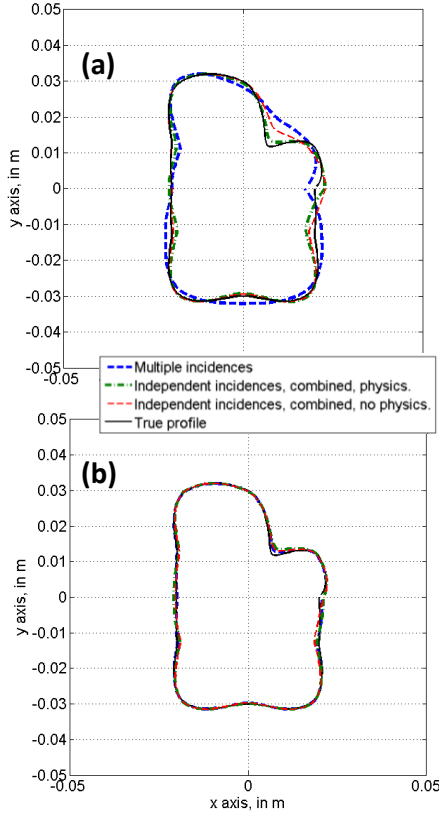 0.05
0.04
(a)
0.03
0.02
0.01
0
-0.01
-0.02
-0.03
-0.04
-0.05
y axis, in m
-0.05
0.05
Multiple incidences
Independent incidences, combined, physics.
Independent incidences, combined, no physics.
True profile
0.04
(b)
0.03
0.02
0.01
0
-0.01
-0.02
-0.03
-0.04
-0.05
y axis, in m
-0.05
0
0.05
x axis, in m